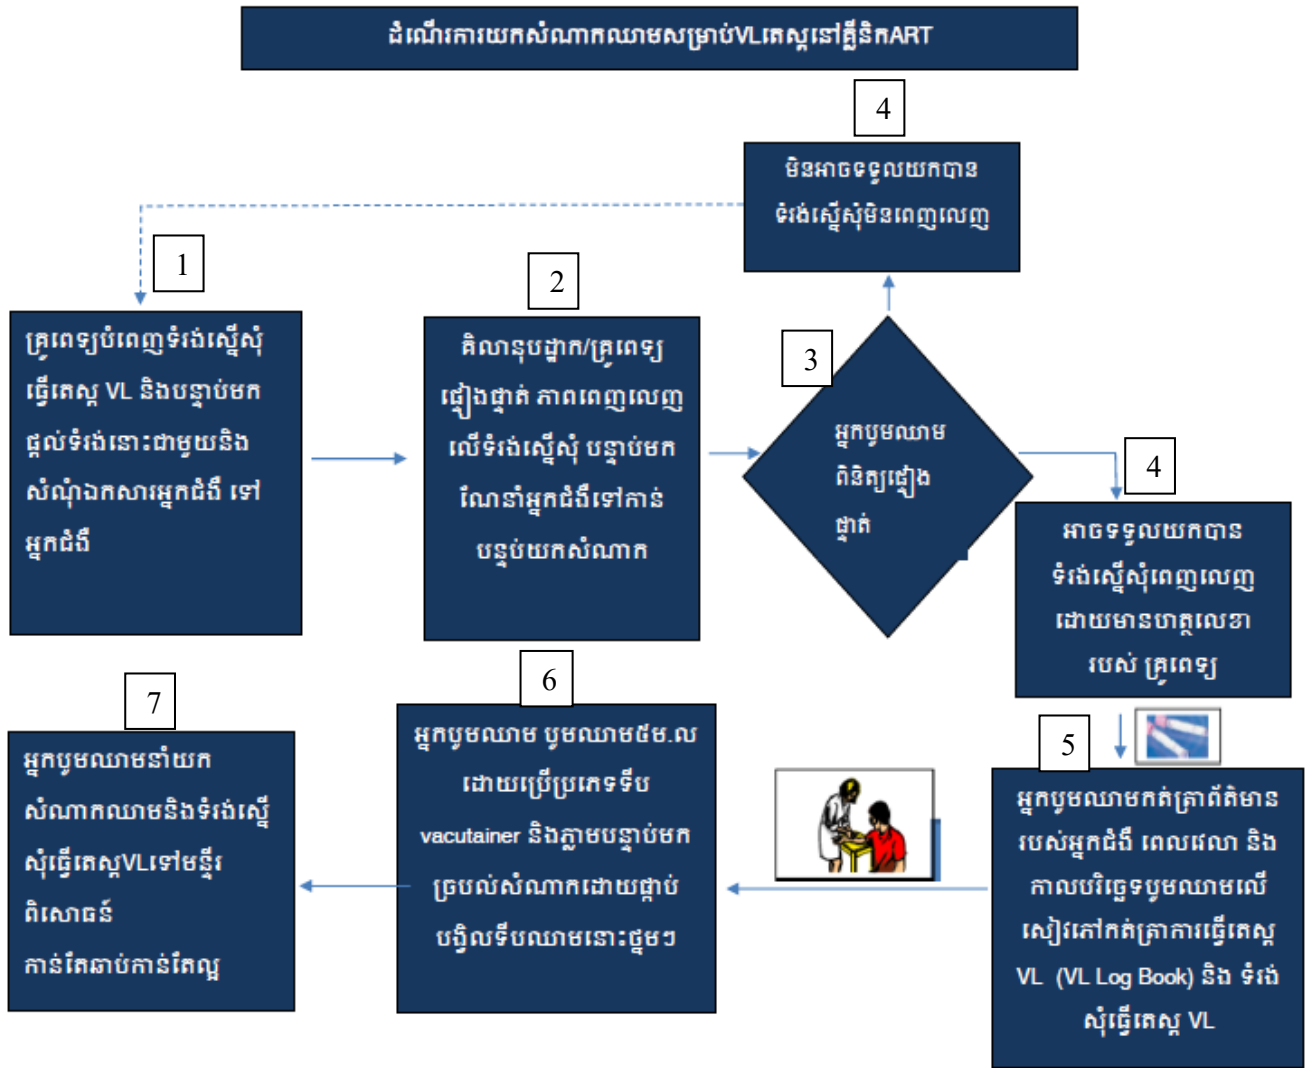 ដំណើរការយកសំណាកឈាមសម្រាប់VLតេស្តនៅគ្លីនិកART
4
មិនអាចទទួលយកបាន
ទំរង់ស្នើសុំមិនពេញលេញ
1
គ្រូពេទ្យបំពេញទំរង់ស្នើសុំ
ធ្វើតេស្ត VL និងបន្ទាប់មក
ផ្តល់ទំរង់នោះជាមួយនិង
សំណុំឯកសារអ្នកជំងឺ ទៅ
អ្នកជំងឺ
2
គិលានុបដ្ឋាក/គ្រូពេទ្យ
ផ្ទៀងផ្ទាត់ ភាពពេញលេញ
លើទំរង់ស្នើសុំ បន្ទាប់មក
ណែនាំអ្នកជំងឺទៅកាន់
បន្ទប់យកសំណាក
3
អ្នកបូមឈាម
ពិនិត្យផ្ទៀង
ផ្ទាត់
4
អាចទទួលយកបាន
ទំរង់ស្នើសុំពេញលេញ
ដោយមានហត្ថលេខា
របស់ គ្រូពេទ្យ
5
អ្នកបូមឈាមកត់ត្រាព័ត៌មាន
របស់អ្នកជំងឺ ពេលវេលា និង
កាលបរិច្ឆេទបូមឈាមលើ
សៀវភៅកត់ត្រាការធ្វើតេស្ត
VL (VL Log Book) និង ទំរង់
សុំធ្វើតេស្ត VL
6
អ្នកបូមឈាម បូមឈាម៥ម.ល
ដោយប្រើប្រភេទទីប
vacutainer និងភ្លាមបន្ទាប់មក
ច្របល់សំណាកដោយផ្កាប់
បង្វិលទីបឈាមនោះថ្នមៗ
7
អ្នកបូមឈាមនាំយក
សំណាកឈាមនិងទំរង់ស្នើ
សុំធ្វើតេស្តVLទៅមន្ទីរ
ពិសោធន៍
កាន់តែឆាប់កាន់តែល្អ